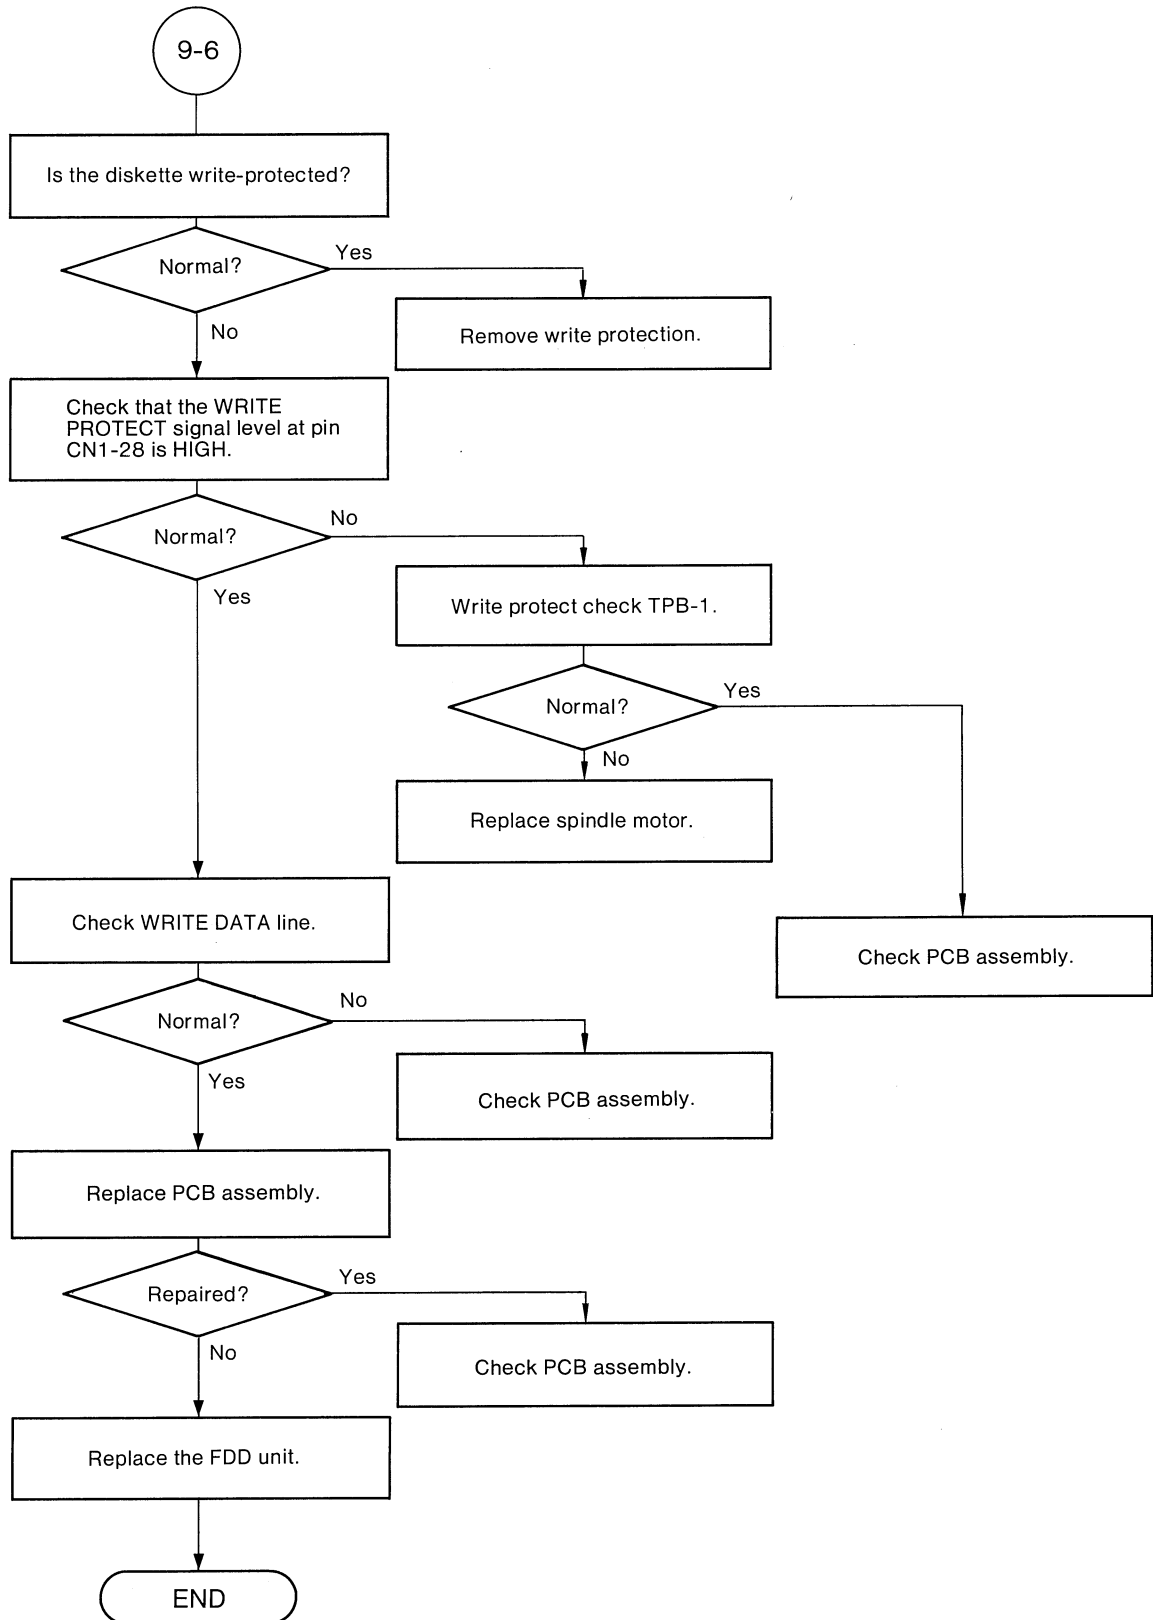 9-6
Is the diskette write-protected?
Normal?
Yes
No
Remove write protection.
Check that the WRITE
PROTECT signal level at pin
CN1-28 is HIGH.
Normal?
No
Yes
Write protect check TPB-1.
Normal?
Yes
No
Replace spindle motor.
Check WRITE DATA line.
Check PCB assembly.
Normal?
No
Yes
Check PCB assembly.
Replace PCB assembly.
Repaired?
Yes
No
Check PCB assembly.
Replace the FDD unit.
END